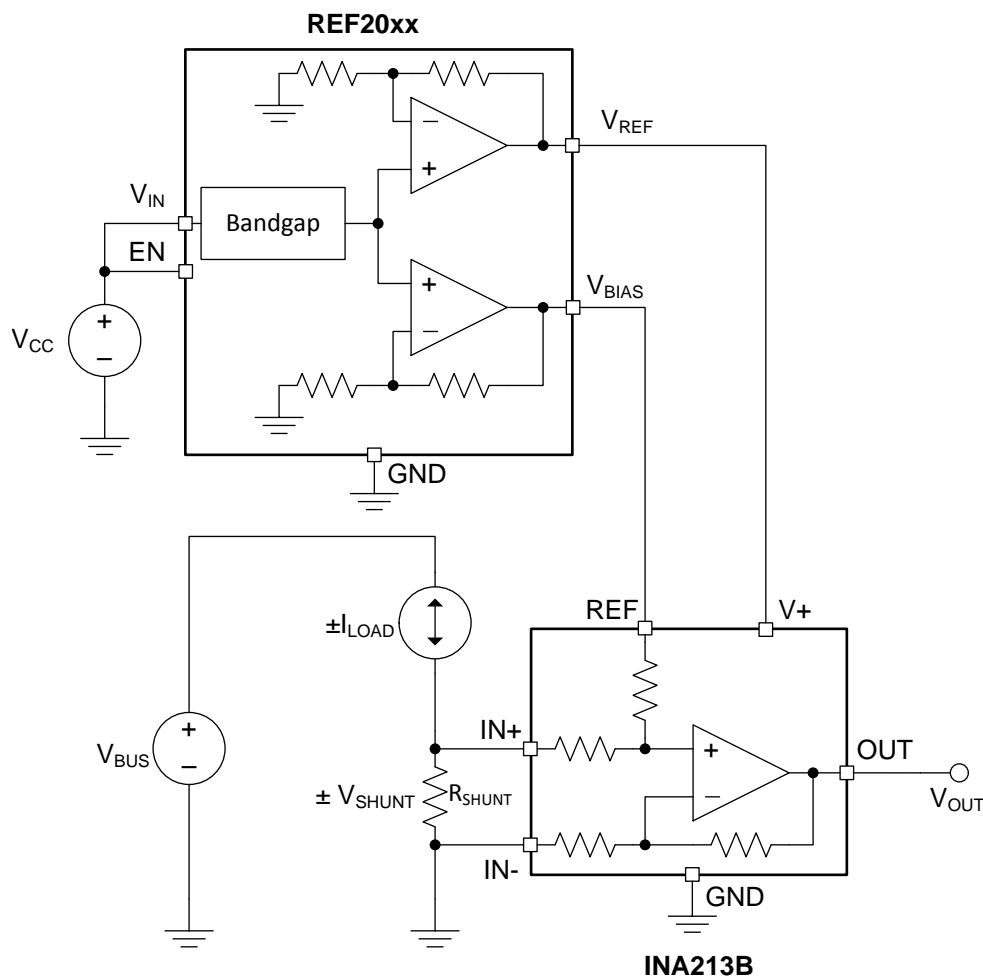 REF20xx
V_REF
V_IN
Bandgap
EN
V_BIAS
V_CC
GND
REF
V+
±I_LOAD
IN+
OUT
V_BUS
± V_SHUNT
R_SHUNT
V_OUT
IN-
GND
INA213B
+
−
+
+
−
+
−
+
−
+
−